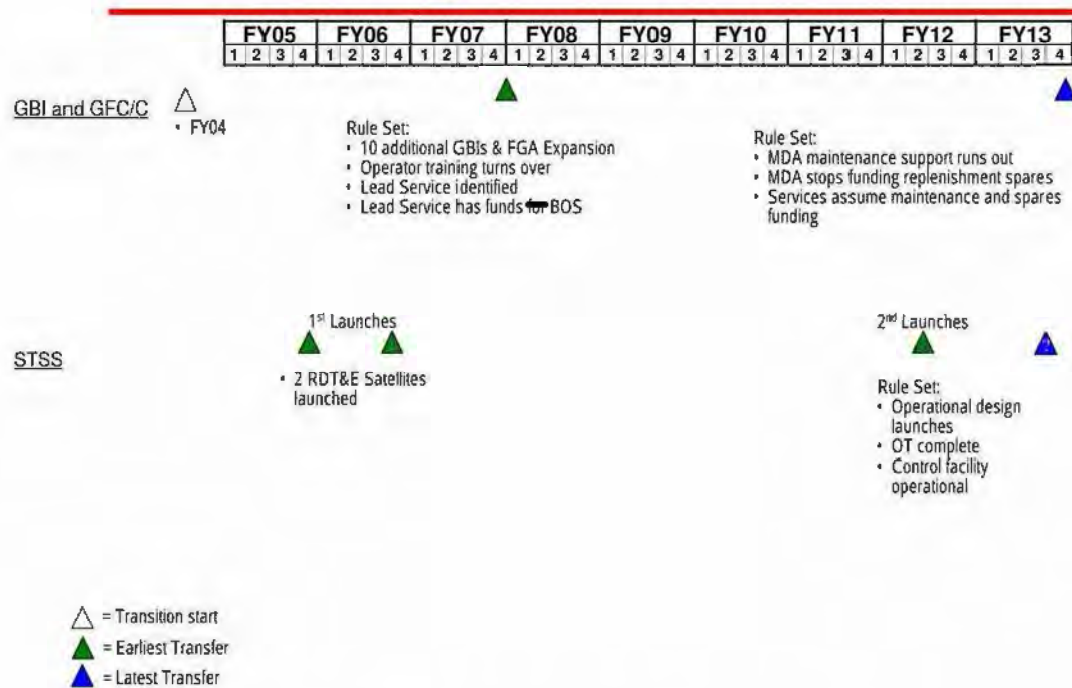 FY05 FY06 FY07 FY08 FY09 FY10 FY11 FY12 FY13
1 2 3 4 1 2 3 4 1 2 3 4 1 2 3 4 1 2 3 4 1 2 3 4 1 2 3 4 1 2 3 4 1 2 3 4
GBI and GFC/C
• FY04
Rule Set:
• 10 additional GBIs & FGA Expansion
• Operator training turns over
• Lead Service identified
• Lead Service has funds for BOS
Rule Set:
• MDA maintenance support runs out
• MDA stops funding replenishment spares
• Services assume maintenance and spares
funding
STSS
1st Launches
• 2 RDT&E Satellites
launched
2nd Launches
Rule Set:
• Operational design
launches
• OT complete
• Control facility
operational
= Transition start
= Earliest Transfer
= Latest Transfer